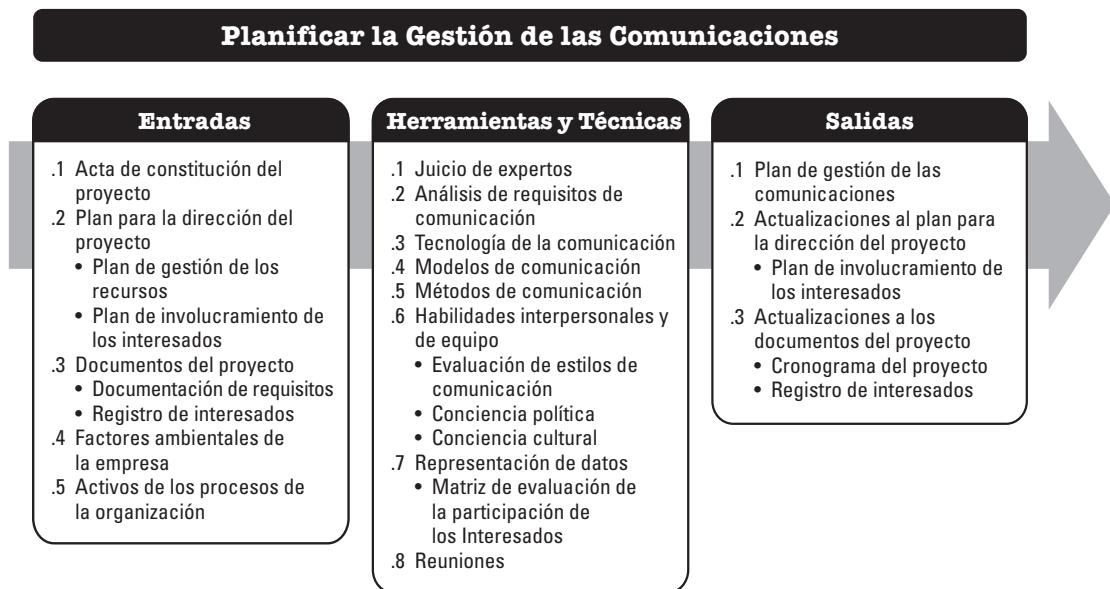 Planificar la Gestión de las Comunicaciones
Entradas
.1 Acta de constitución del
proyecto
.2 Plan para la dirección del
proyecto
• Plan de gestión de los
recursos
• Plan de involucramiento de
los interesados
.3 Documentos del proyecto
• Documentación de requisitos
• Registro de interesados
.4 Factores ambientales de
la empresa
.5 Activos de los procesos de
la organización
Herramientas y Técnicas
.1 Juicio de expertos
.2 Análisis de requisitos de
comunicación
.3 Tecnología de la comunicación
.4 Modelos de comunicación
.5 Métodos de comunicación
.6 Habilidades interpersonales y
de equipo
• Evaluación de estilos de
comunicación
• Conciencia política
• Conciencia cultural
.7 Representación de datos
• Matriz de evaluación de
la participación de
los Interesados
.8 Reuniones
Salidas
.1 Plan de gestión de las
comunicaciones
.2 Actualizaciones al plan para
la dirección del proyecto
• Plan de involucramiento de
los interesados
.3 Actualizaciones a los
documentos del proyecto
• Cronograma del proyecto
• Registro de interesados